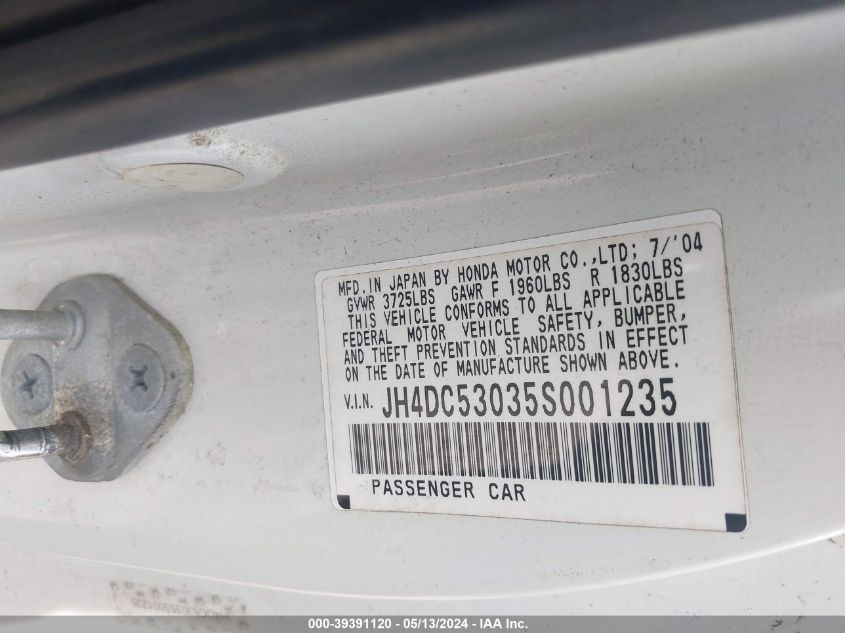 MFD. IN JAPAN BY HONDA MOTOR CO.,LTD; 7/'04
GVWR 3725LBS GAWR F 1960LBS R 1830LBS
THIS VEHICLE CONFORMS TO ALL APPLICABLE
FEDERAL MOTOR VEHICLE SAFETY, BUMPER,
AND THEFT PREVENTION STANDARDS IN EFFECT
ON THE DATE OF MANUFACTURE SHOWN ABOVE.
V.I.N. JH4DC53035S001235
PASSENGER CAR
000-39391120 - 05/13/2024 - IAA Inc.